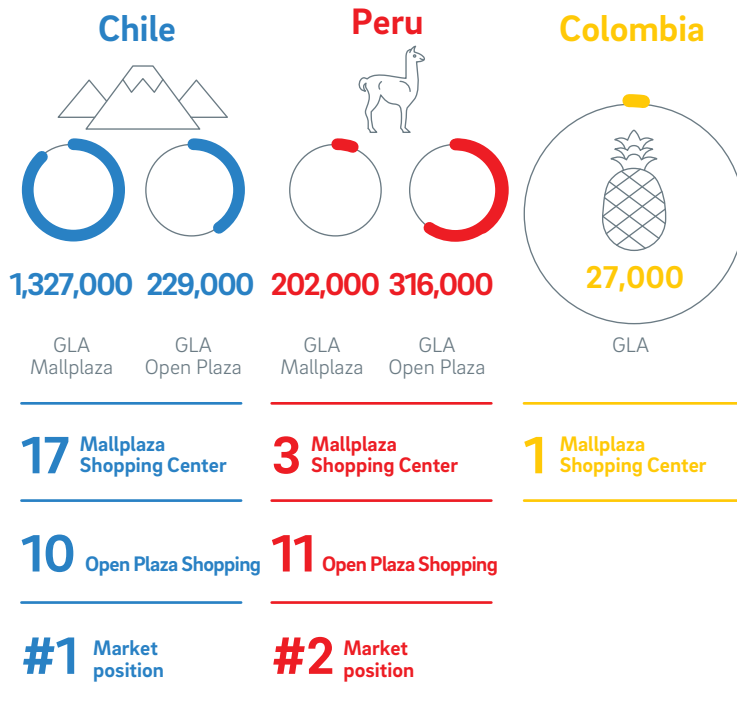 Chile
Peru
Colombia
1,327,000
229,000
202,000
316,000
27,000
GLA
Mallplaza
GLA
Open Plaza
GLA
Mallplaza
GLA
Open Plaza
GLA
17 Mallplaza
Shopping Center
3 Mallplaza
Shopping Center
1 Mallplaza
Shopping Center
10 Open Plaza Shopping
11 Open Plaza Shopping
#1 Market
position
#2 Market
position